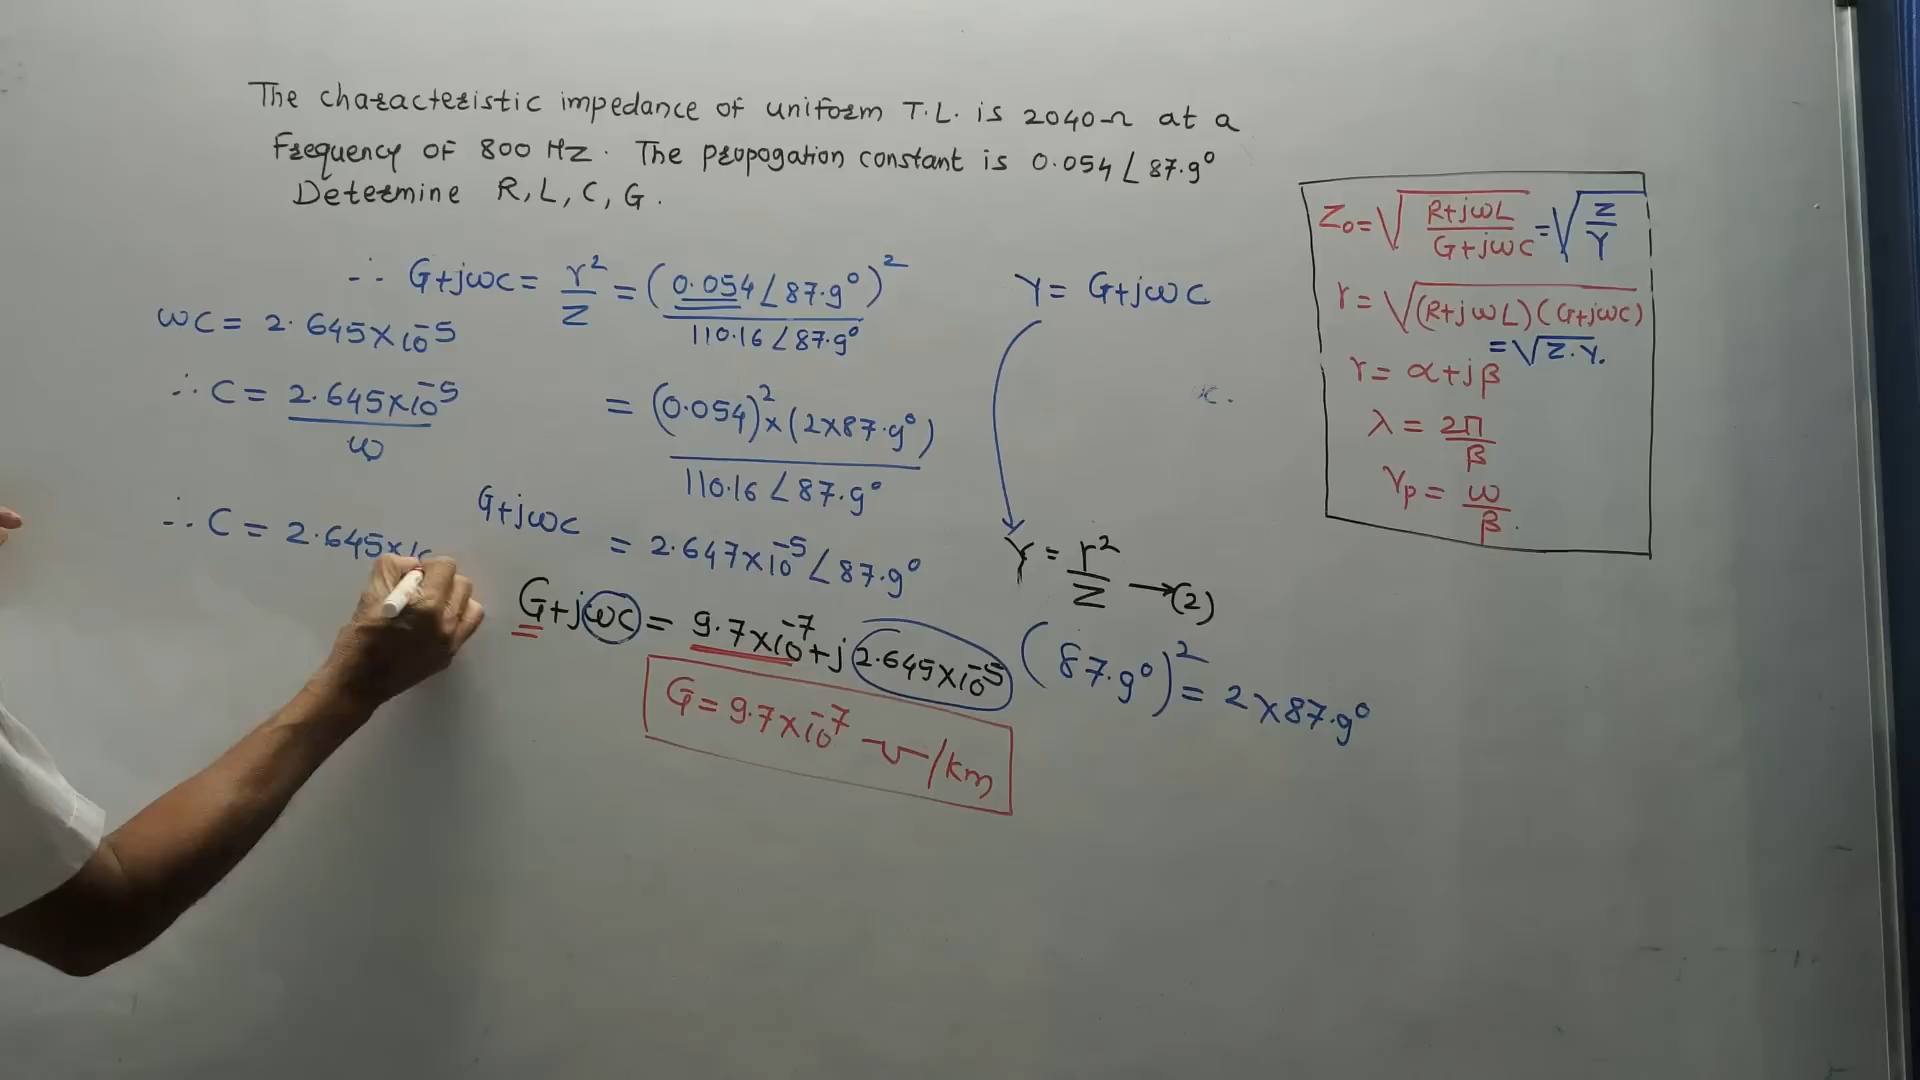 The characteristic impedance of uniform T.L. is 2040 Ω at a
Frequency of 800 Hz. The propogation constant is 0.054 ∠87.9°
Determine R, L, C, G.
∴ G+jωC = r²/Z = (0.054∠87.9°)² / 110.16∠87.9°
= (0.054)² × (2×87.9°) / 110.16∠87.9°
G+jωC = 2.647×10⁻⁵ ∠87.9°
G+jωC = 9.7×10⁻⁷ + j 2.645×10⁻⁵
G = 9.7×10⁻⁷ ℧/km
ωC = 2.645×10⁻⁵
∴ C = 2.645×10⁻⁵ / ω
∴ C = 2.645×
Y = G+jωC
Y = r²/Z → (2)
(87.9°)² = 2×87.9°
Z₀ = √(R+jωL / G+jωC) = √(Z/Y)
r = √(R+jωL)(G+jωC)
= √Z.Y.
r = α+jβ
λ = 2π/β
Vp = ω/β.